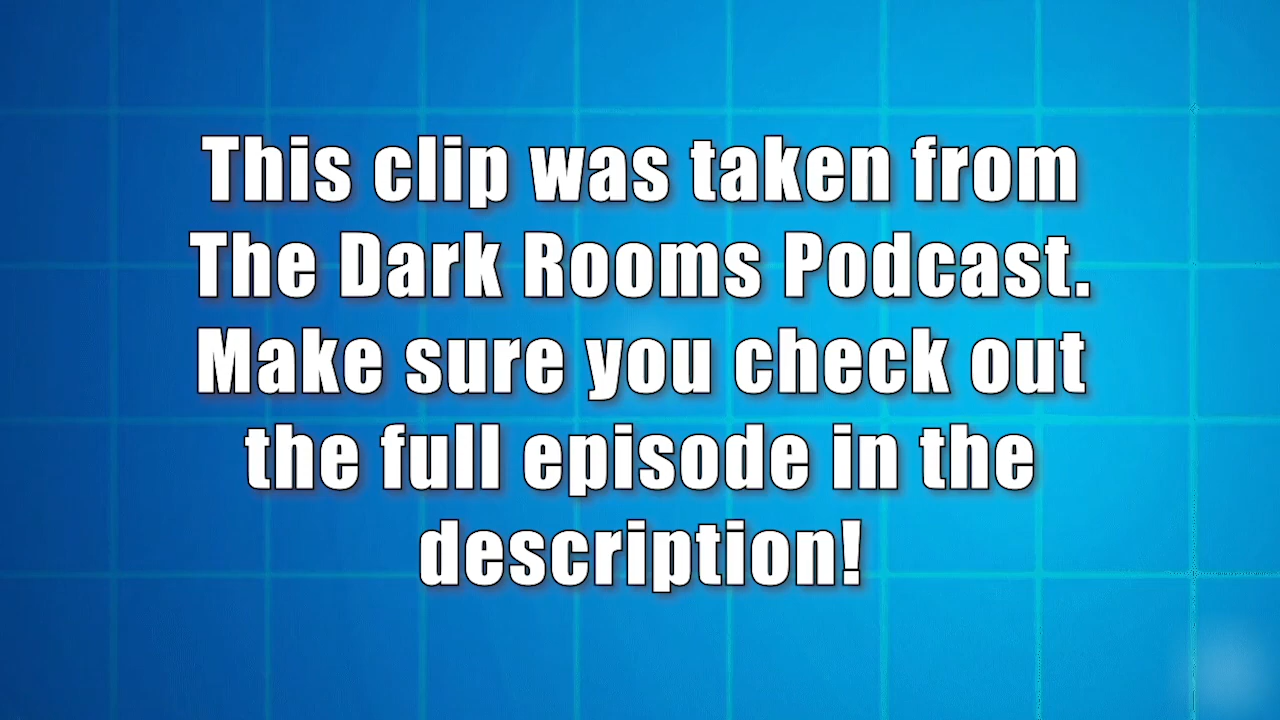 This clip was taken from
The Dark Rooms Podcast.
Make sure you check out
the full episode in the
description!